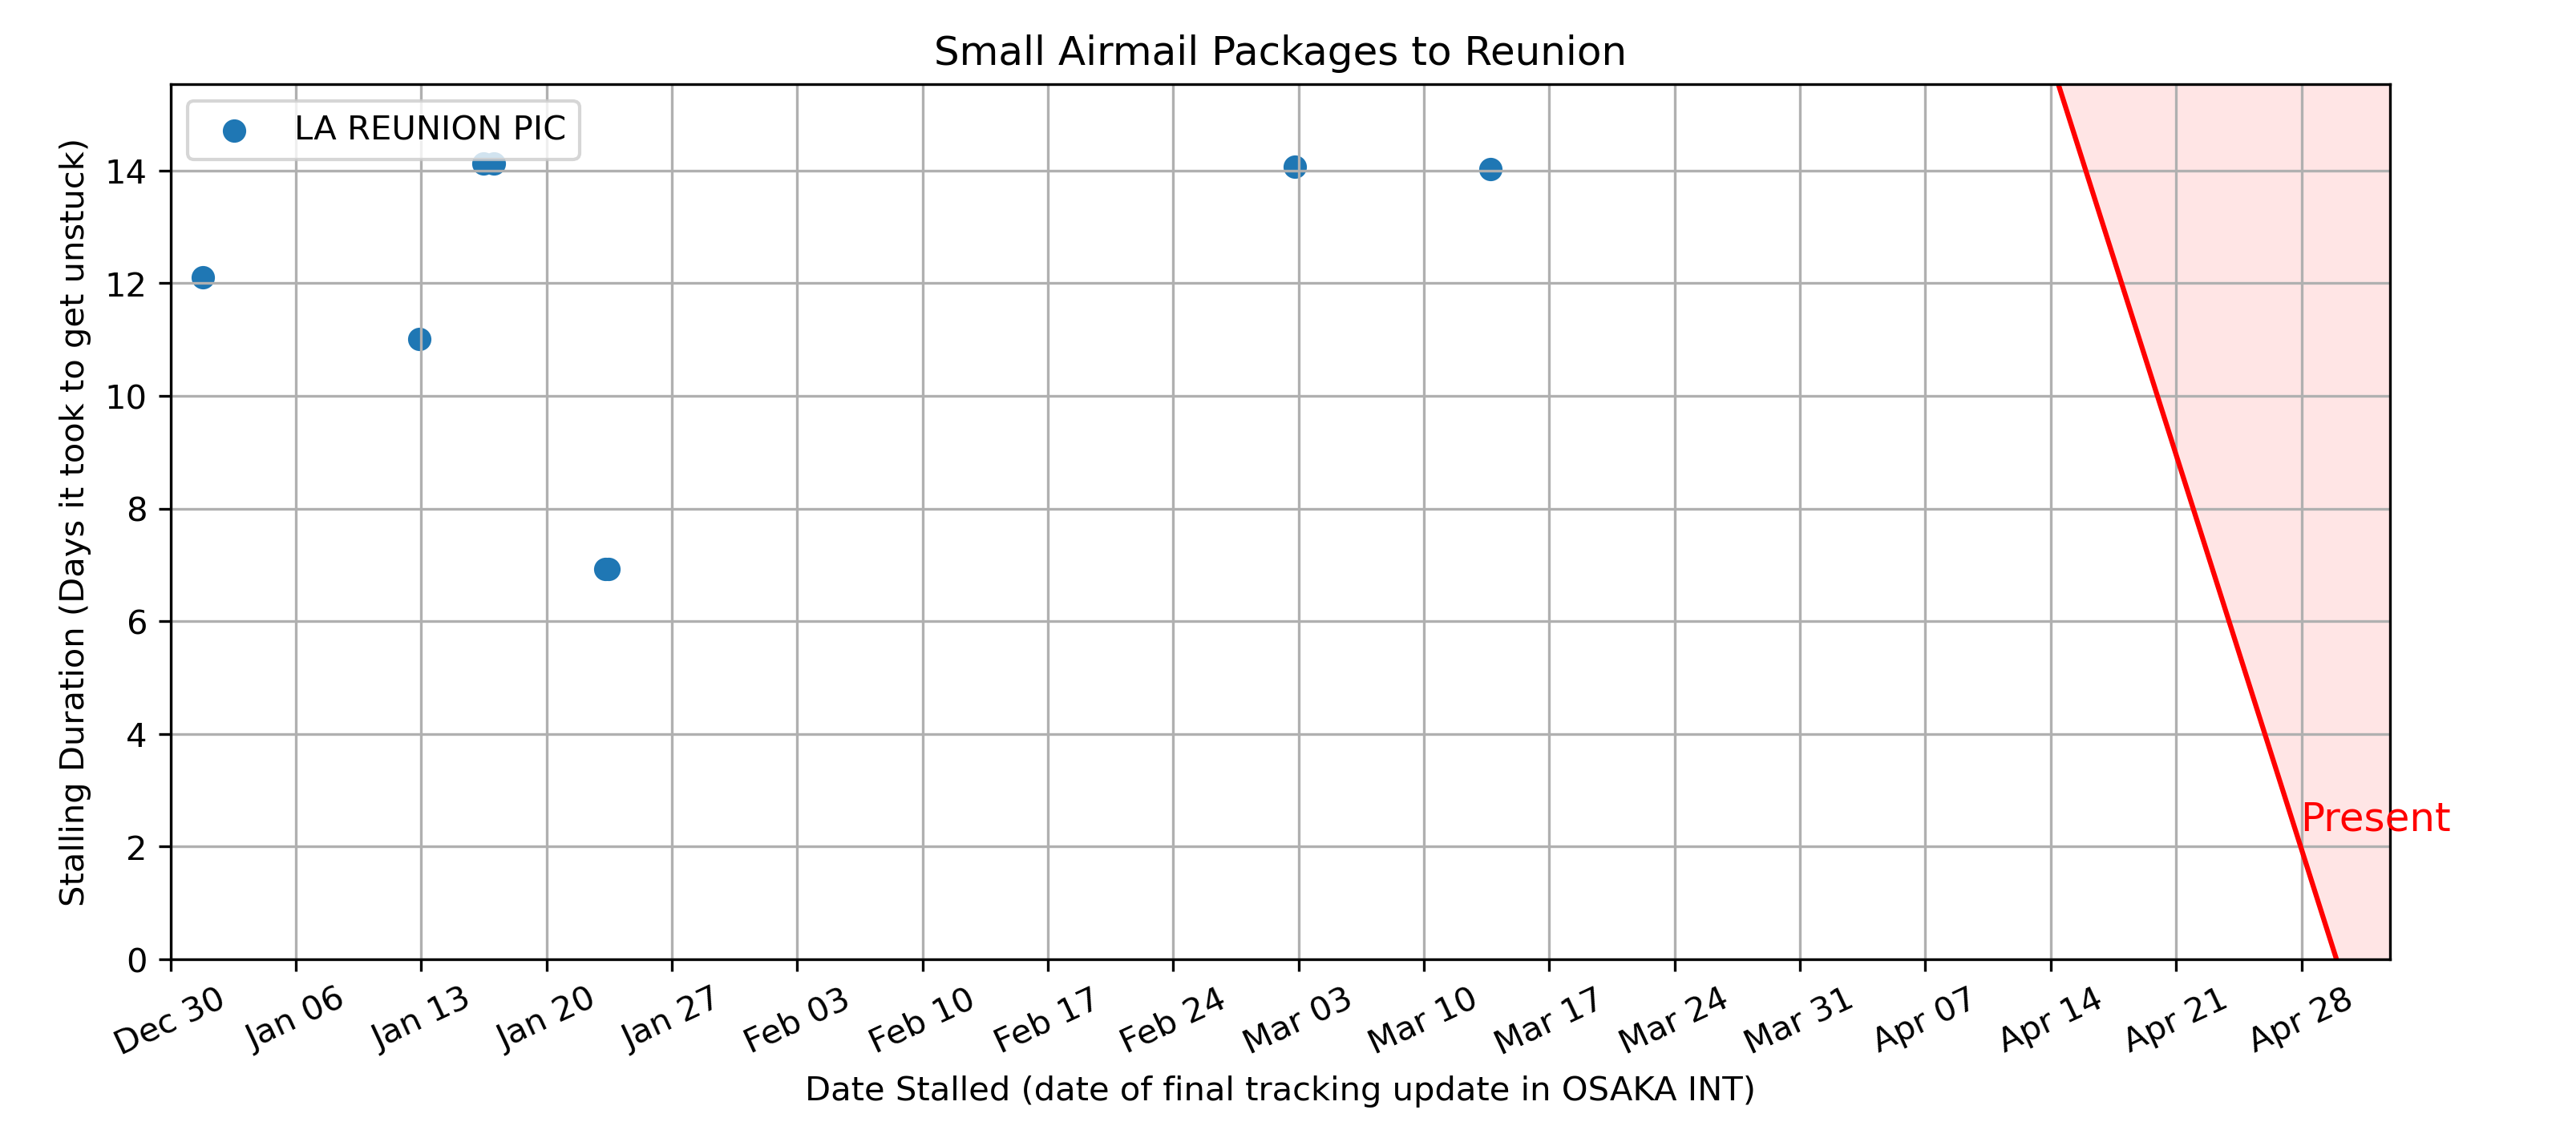 Small Airmail Packages to Reunion
LA REUNION PIC
Stalling Duration (Days it took to get unstuck)
14
12
10
8
6
4
2
0
Present
Dec 30
Jan 06
Jan 13
Jan 20
Jan 27
Feb 03
Feb 10
Feb 17
Feb 24
Mar 03
Mar 10
Mar 17
Mar 24
Mar 31
Apr 07
Apr 14
Apr 21
Apr 28
Date Stalled (date of final tracking update in OSAKA INT)